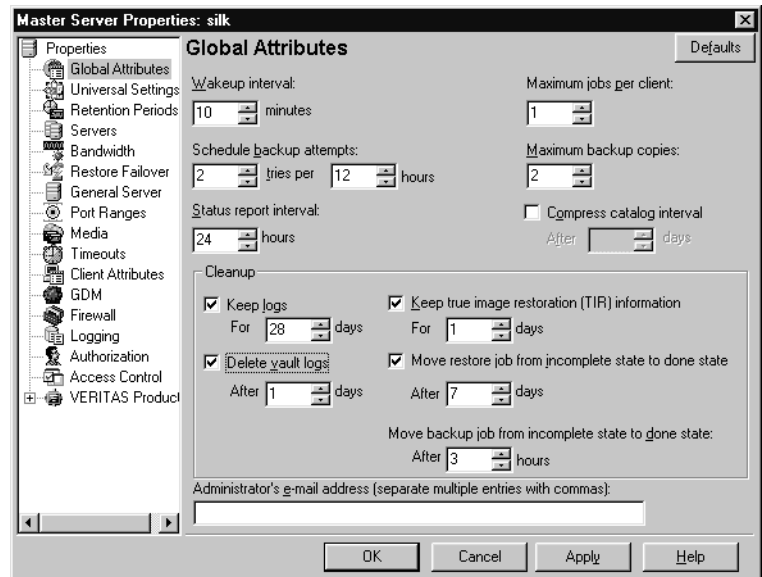 Master Server Properties: silk
Properties
Global Attributes
Universal Settings
Retention Periods
Servers
Bandwidth
Restore Failover
General Server
Port Ranges
Media
Timeouts
Client Attributes
GDM
Firewall
Logging
Authorization
Access Control
VERITAS Product
Global Attributes
Defaults
Wakeup interval:
10 minutes
Maximum jobs per client:
1
Schedule backup attempts:
2 tries per 12 hours
Maximum backup copies:
2
Status report interval:
24 hours
Compress catalog interval
After days
Cleanup
Keep logs
For 28 days
Keep true image restoration (TIR) information
For 1 days
Delete vault logs
After 1 days
Move restore job from incomplete state to done state
After 7 days
Move backup job from incomplete state to done state:
After 3 hours
Administrator's e-mail address (separate multiple entries with commas):
OK Cancel Apply Help